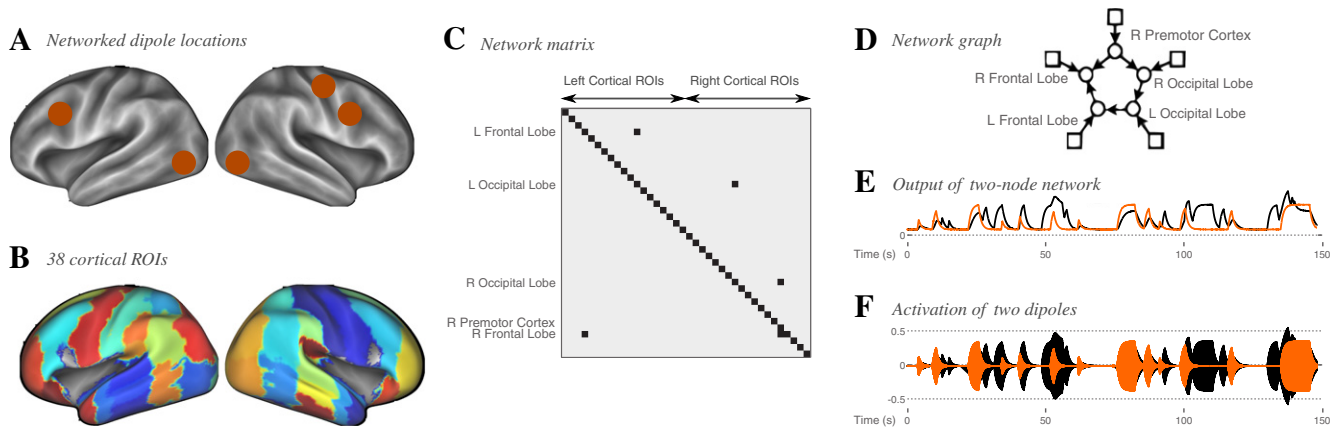 A Networked dipole locations
B 38 cortical ROIs
C Network matrix
Left Cortical ROIs Right Cortical ROIs
L Frontal Lobe
L Occipital Lobe
R Occipital Lobe
R Premotor Cortex
R Frontal Lobe
D Network graph
R Premotor Cortex
R Frontal Lobe
R Occipital Lobe
L Frontal Lobe
L Occipital Lobe
E Output of two-node network
0
Time (s) 0 50 100 150
F Activation of two dipoles
0.5
0
-0.5
Time (s) 0 50 100 150